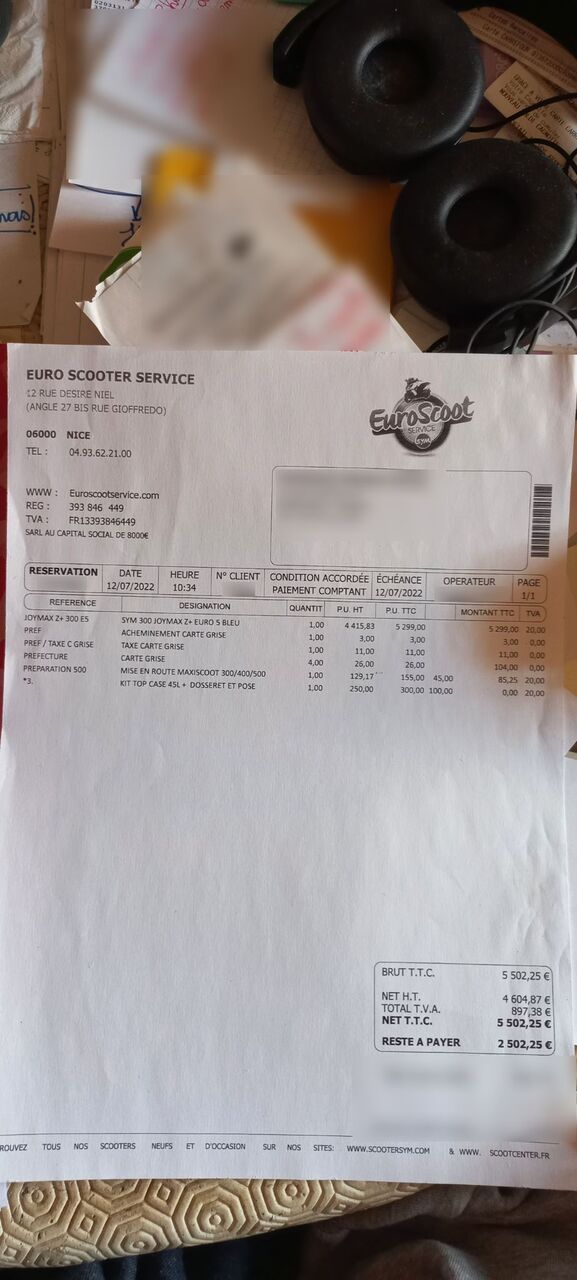 EURO SCOOTER SERVICE
12 RUE DESIRE NIEL
(ANGLE 27 BIS RUE GIOFFREDO)
06000 NICE
TEL : 04.93.62.21.00
WWW : Euroscootservice.com
REG : 393 846 449
TVA : FR13393846449
SARL AU CAPITAL SOCIAL DE 8000€
EuroScoot
SERVICE
SYM
RESERVATION DATE HEURE N° CLIENT CONDITION ACCORDÉE ÉCHÉANCE OPERATEUR PAGE
12/07/2022 10:34 PAIEMENT COMPTANT 12/07/2022 1/1
REFERENCE DESIGNATION QUANTIT P.U. HT P.U. TTC MONTANT TTC TVA
JOYMAX Z+ 300 E5 SYM 300 JOYMAX Z+ EURO 5 BLEU 1,00 4 415,83 5 299,00 5 299,00 20,00
PREF ACHEMINEMENT CARTE GRISE 1,00 3,00 3,00 3,00 0,00
PREF / TAXE C GRISE TAXE CARTE GRISE 1,00 11,00 11,00 11,00 0,00
PREFECTURE CARTE GRISE 4,00 26,00 26,00 104,00 0,00
PREPARATION 500 MISE EN ROUTE MAXISCOOT 300/400/500 1,00 129,17 155,00 45,00 85,25 20,00
*3. KIT TOP CASE 45L + DOSSERET ET POSE 1,00 250,00 300,00 100,00 0,00 20,00
BRUT T.T.C. 5 502,25 €
NET H.T. 4 604,87 €
TOTAL T.V.A. 897,38 €
NET T.T.C. 5 502,25 €
RESTE A PAYER 2 502,25 €
ROUVEZ TOUS NOS SCOOTERS NEUFS ET D'OCCASION SUR NOS SITES: WWW.SCOOTERSYM.COM & WWW. SCOOTCENTER.FR